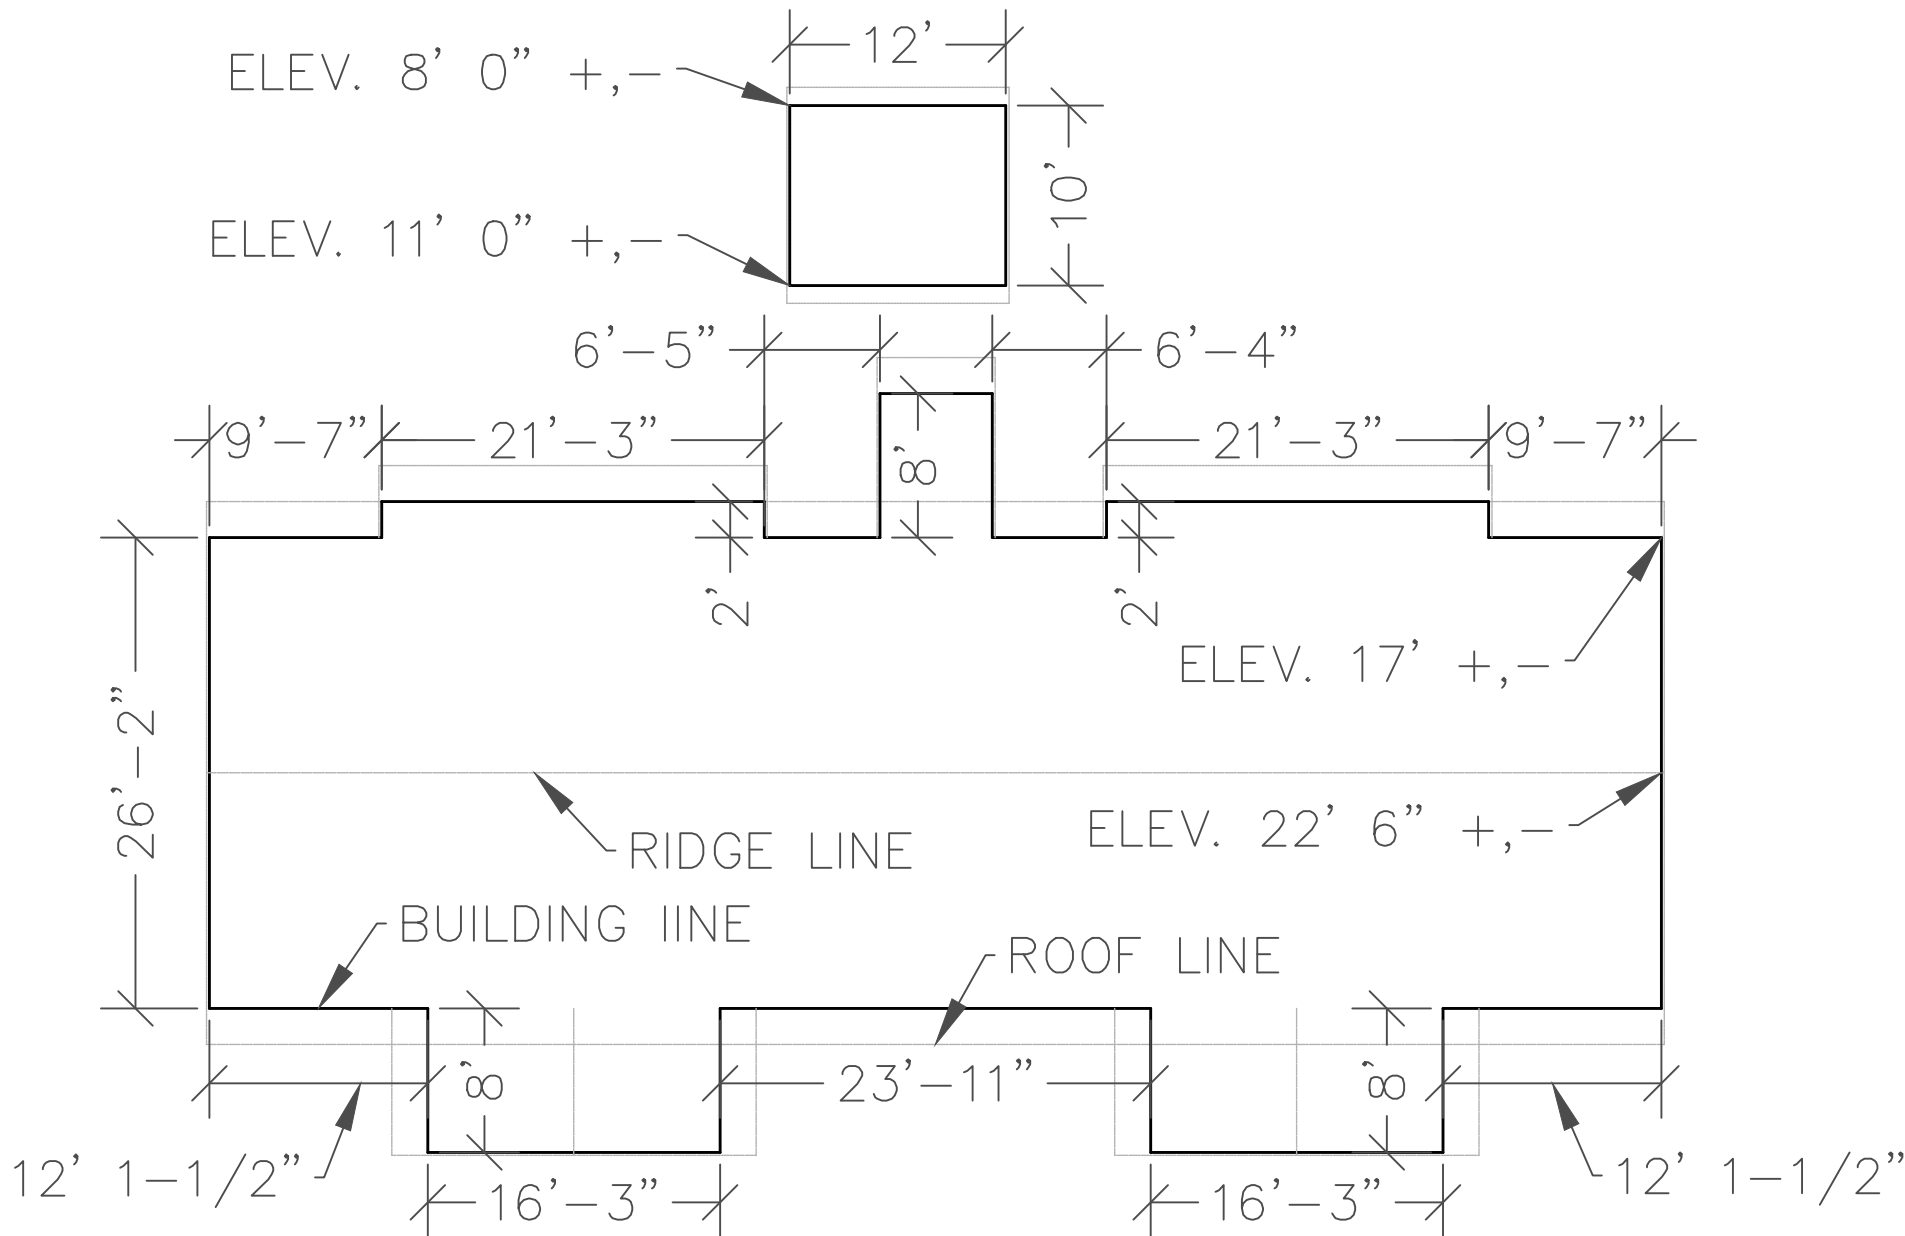 12'
ELEV. 8' 0" +,-
10'
ELEV. 11' 0" +,-
6'-5"
6'-4"
9'-7"
21'-3"
8'
21'-3"
9'-7"
2'
2'
ELEV. 17' +,-
26'-2"
ELEV. 22' 6" +,-
RIDGE LINE
BUILDING IINE
ROOF LINE
8'
23'-11"
8'
12' 1-1/2"
12' 1-1/2"
16'-3"
16'-3"